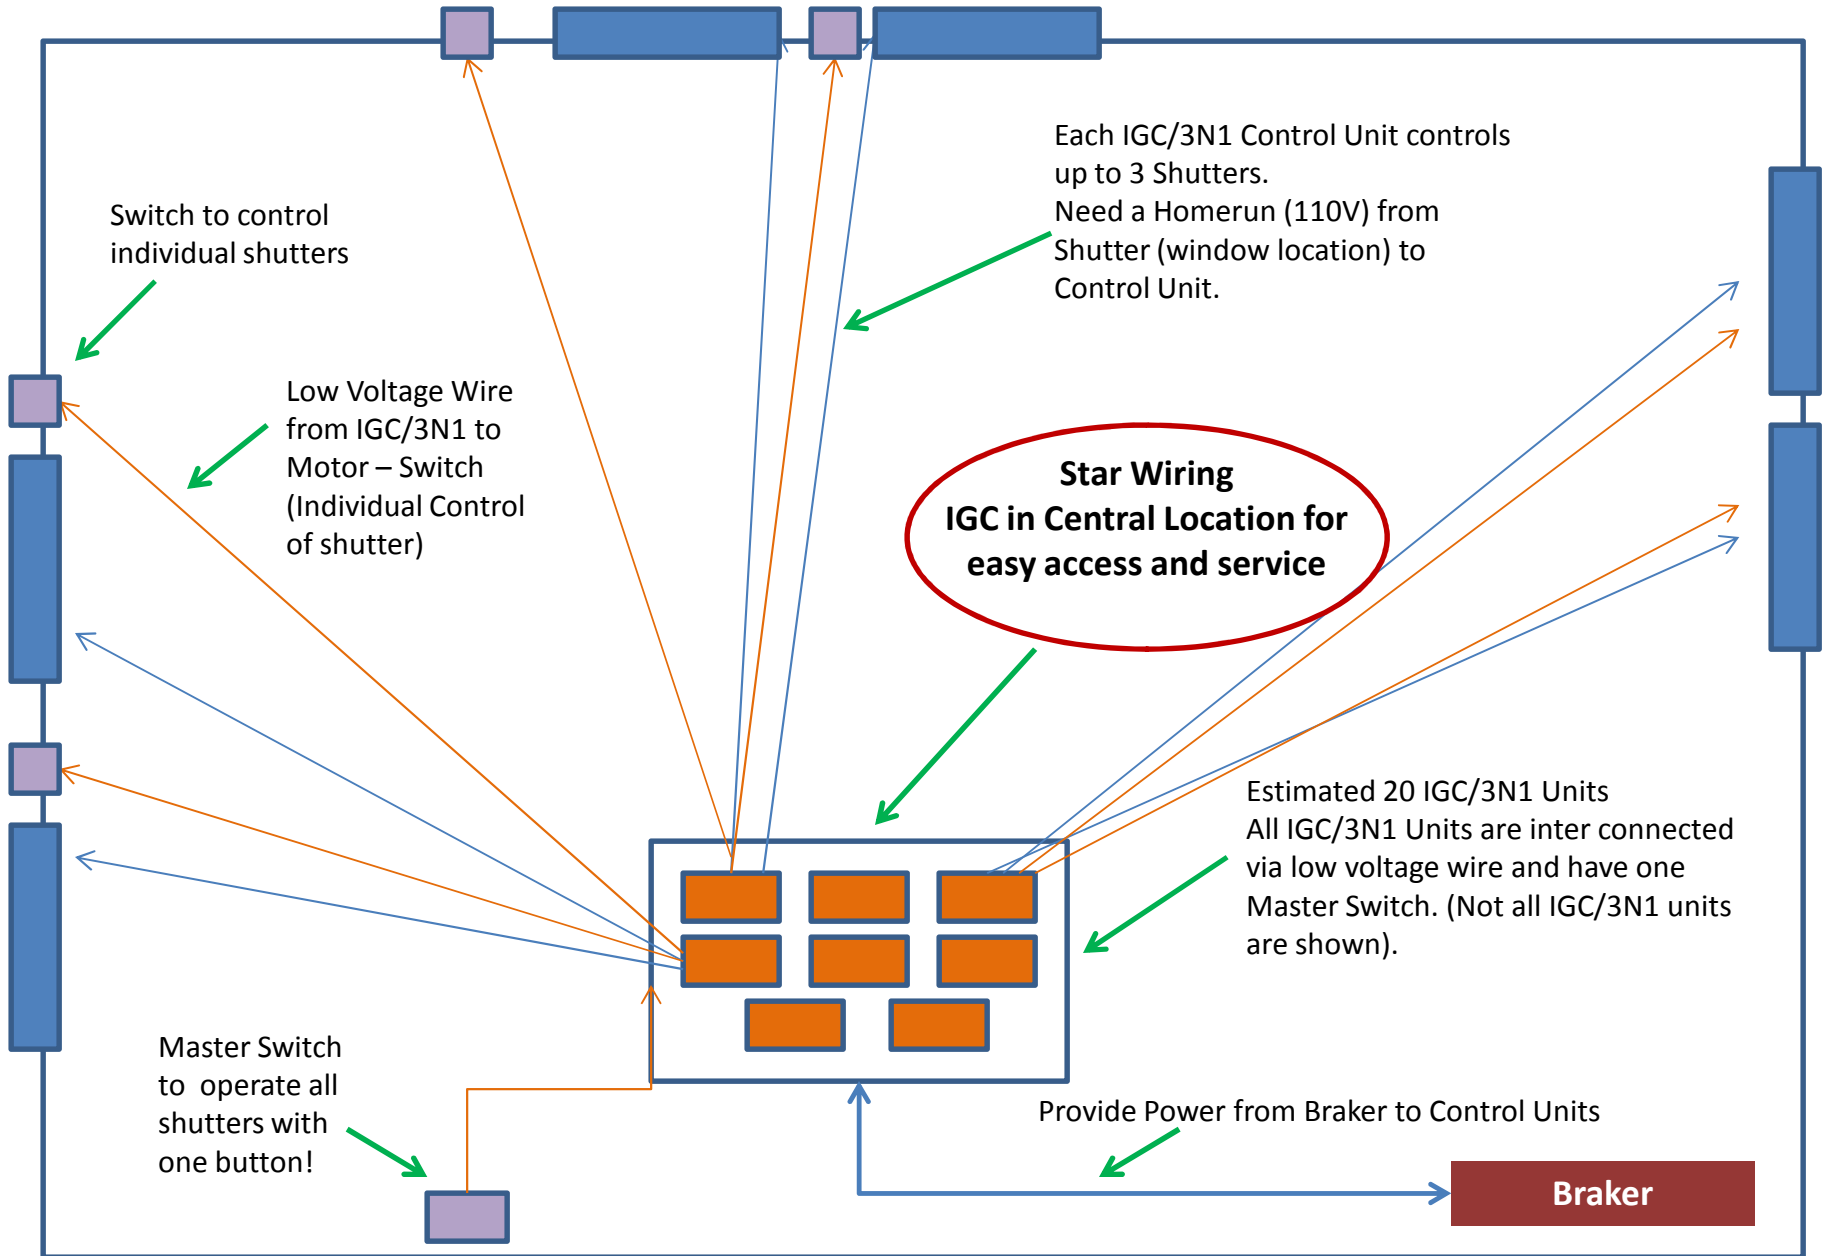 Each IGC/3N1 Control Unit controls
up to 3 Shutters.
Need a Homerun (110V) from
Shutter (window location) to
Control Unit.
Switch to control
individual shutters
Low Voltage Wire
from IGC/3N1 to
Motor – Switch
(Individual Control
of shutter)
Star Wiring
IGC in Central Location for
easy access and service
Estimated 20 IGC/3N1 Units
All IGC/3N1 Units are inter connected
via low voltage wire and have one
Master Switch. (Not all IGC/3N1 units
are shown).
Master Switch
to  operate all
shutters with
one button!
Provide Power from Braker to Control Units
Braker